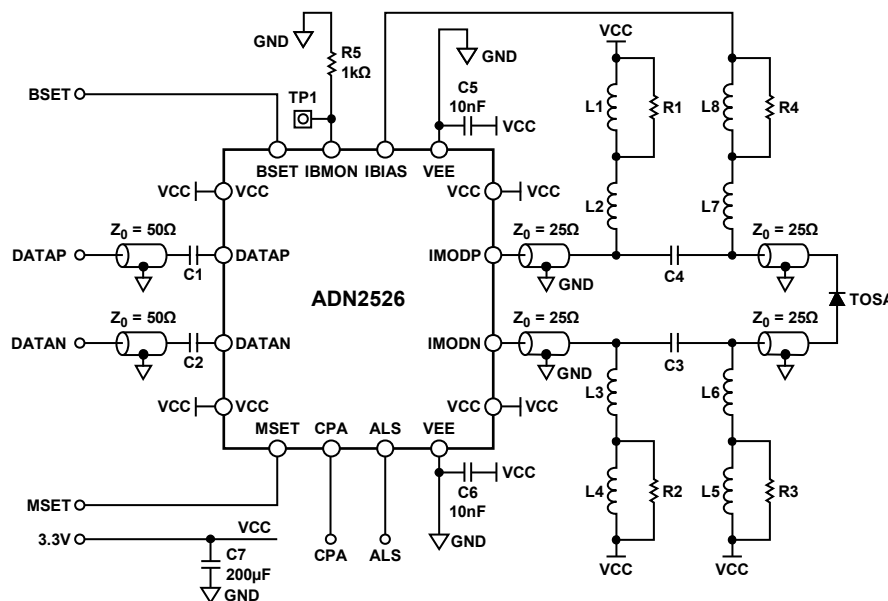 GND
R5
1kΩ
TP1
BSET
C5
10nF
VCC
GND
VCC
L1
R1
L2
L8
R4
L7
BSET
IBMON
IBIAS
VEE
VCC
VCC
VCC
VCC
Z0 = 50Ω
DATAP
C1
DATAP
IMODP
Z0 = 25Ω
GND
C4
Z0 = 25Ω
ADN2526
TOSA
Z0 = 50Ω
DATAN
C2
DATAN
IMODN
Z0 = 25Ω
GND
C3
Z0 = 25Ω
VCC
VCC
VCC
VCC
MSET
CPA
ALS
VEE
L3
L4
R2
VCC
L6
L5
R3
VCC
C6
10nF
VCC
GND
MSET
3.3V
VCC
C7
200µF
GND
CPA
ALS